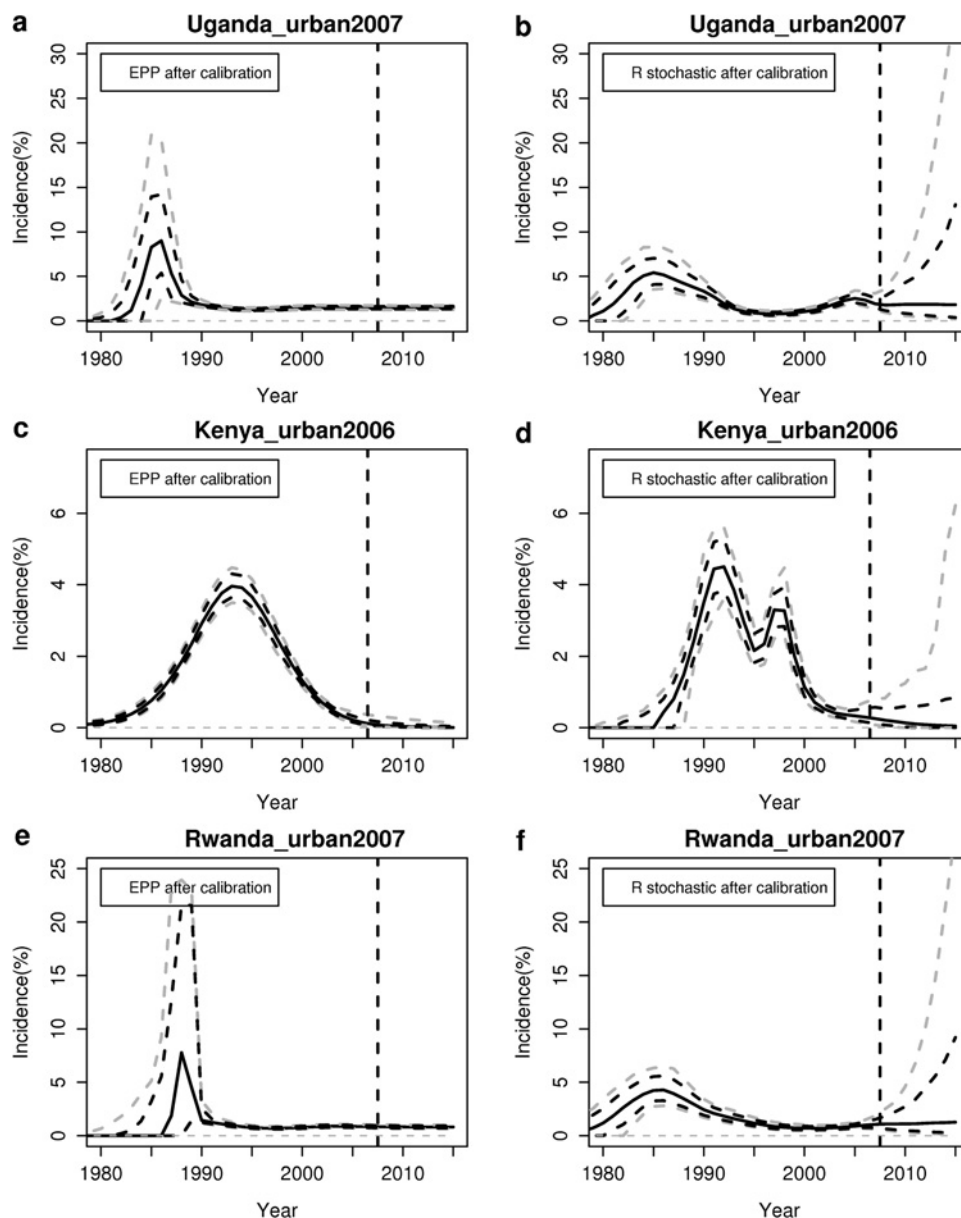 a
Uganda_urban2007
EPP after calibration
Incidence(%)
0 5 10 15 20 25 30
1980 1990 2000 2010
Year
b
Uganda_urban2007
R stochastic after calibration
Incidence(%)
0 5 10 15 20 25 30
1980 1990 2000 2010
Year
c
Kenya_urban2006
EPP after calibration
Incidence(%)
0 2 4 6
1980 1990 2000 2010
Year
d
Kenya_urban2006
R stochastic after calibration
Incidence(%)
0 2 4 6
1980 1990 2000 2010
Year
e
Rwanda_urban2007
EPP after calibration
Incidence(%)
0 5 10 15 20 25
1980 1990 2000 2010
Year
f
Rwanda_urban2007
R stochastic after calibration
Incidence(%)
0 5 10 15 20 25
1980 1990 2000 2010
Year